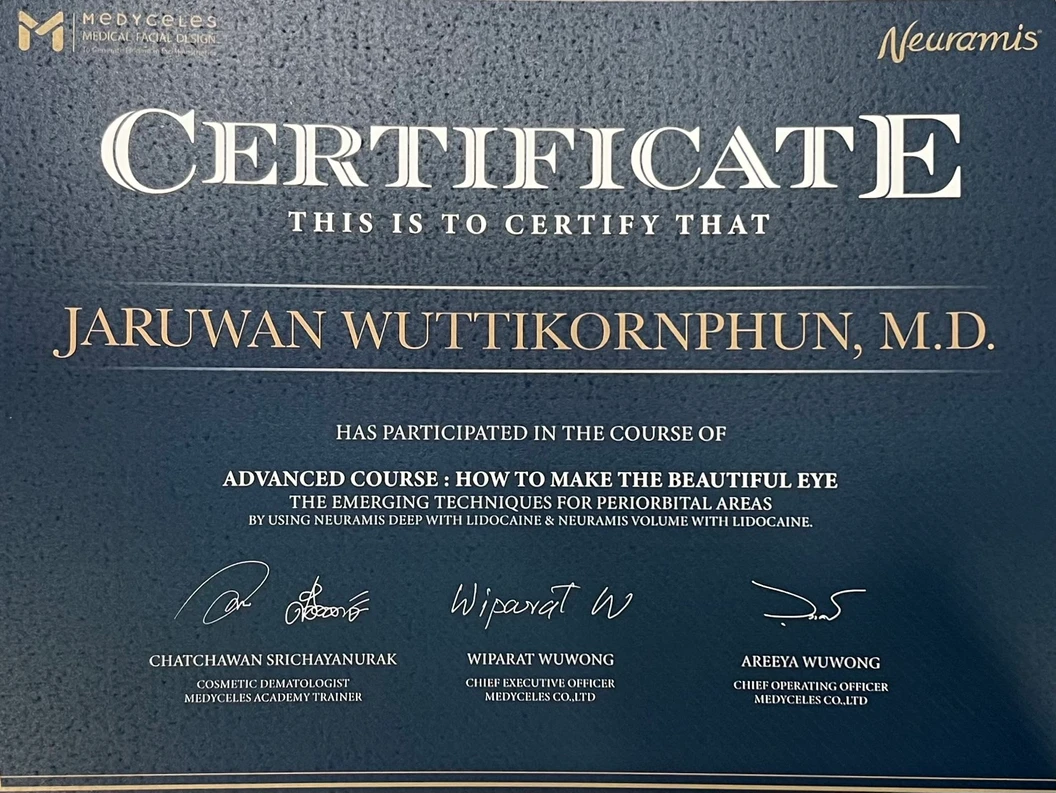 MEDYCELES
MEDICAL FACIAL DESIGN
Neuramis
CERTIFICATE
THIS IS TO CERTIFY THAT
JARUWAN WUTTIKORNPHUN, M.D.
HAS PARTICIPATED IN THE COURSE OF
ADVANCED COURSE : HOW TO MAKE THE BEAUTIFUL EYE
THE EMERGING TECHNIQUES FOR PERIORBITAL AREAS
BY USING NEURAMIS DEEP WITH LIDOCAINE & NEURAMIS VOLUME WITH LIDOCAINE.
Wiparat W
CHATCHAWAN SRICHAYANURAK
COSMETIC DEMATOLOGIST
MEDYCELES ACADEMY TRAINER
WIPARAT WUWONG
CHIEF EXECUTIVE OFFICER
MEDYCELES CO.,LTD
AREEYA WUWONG
CHIEF OPERATING OFFICER
MEDYCELES CO.,LTD